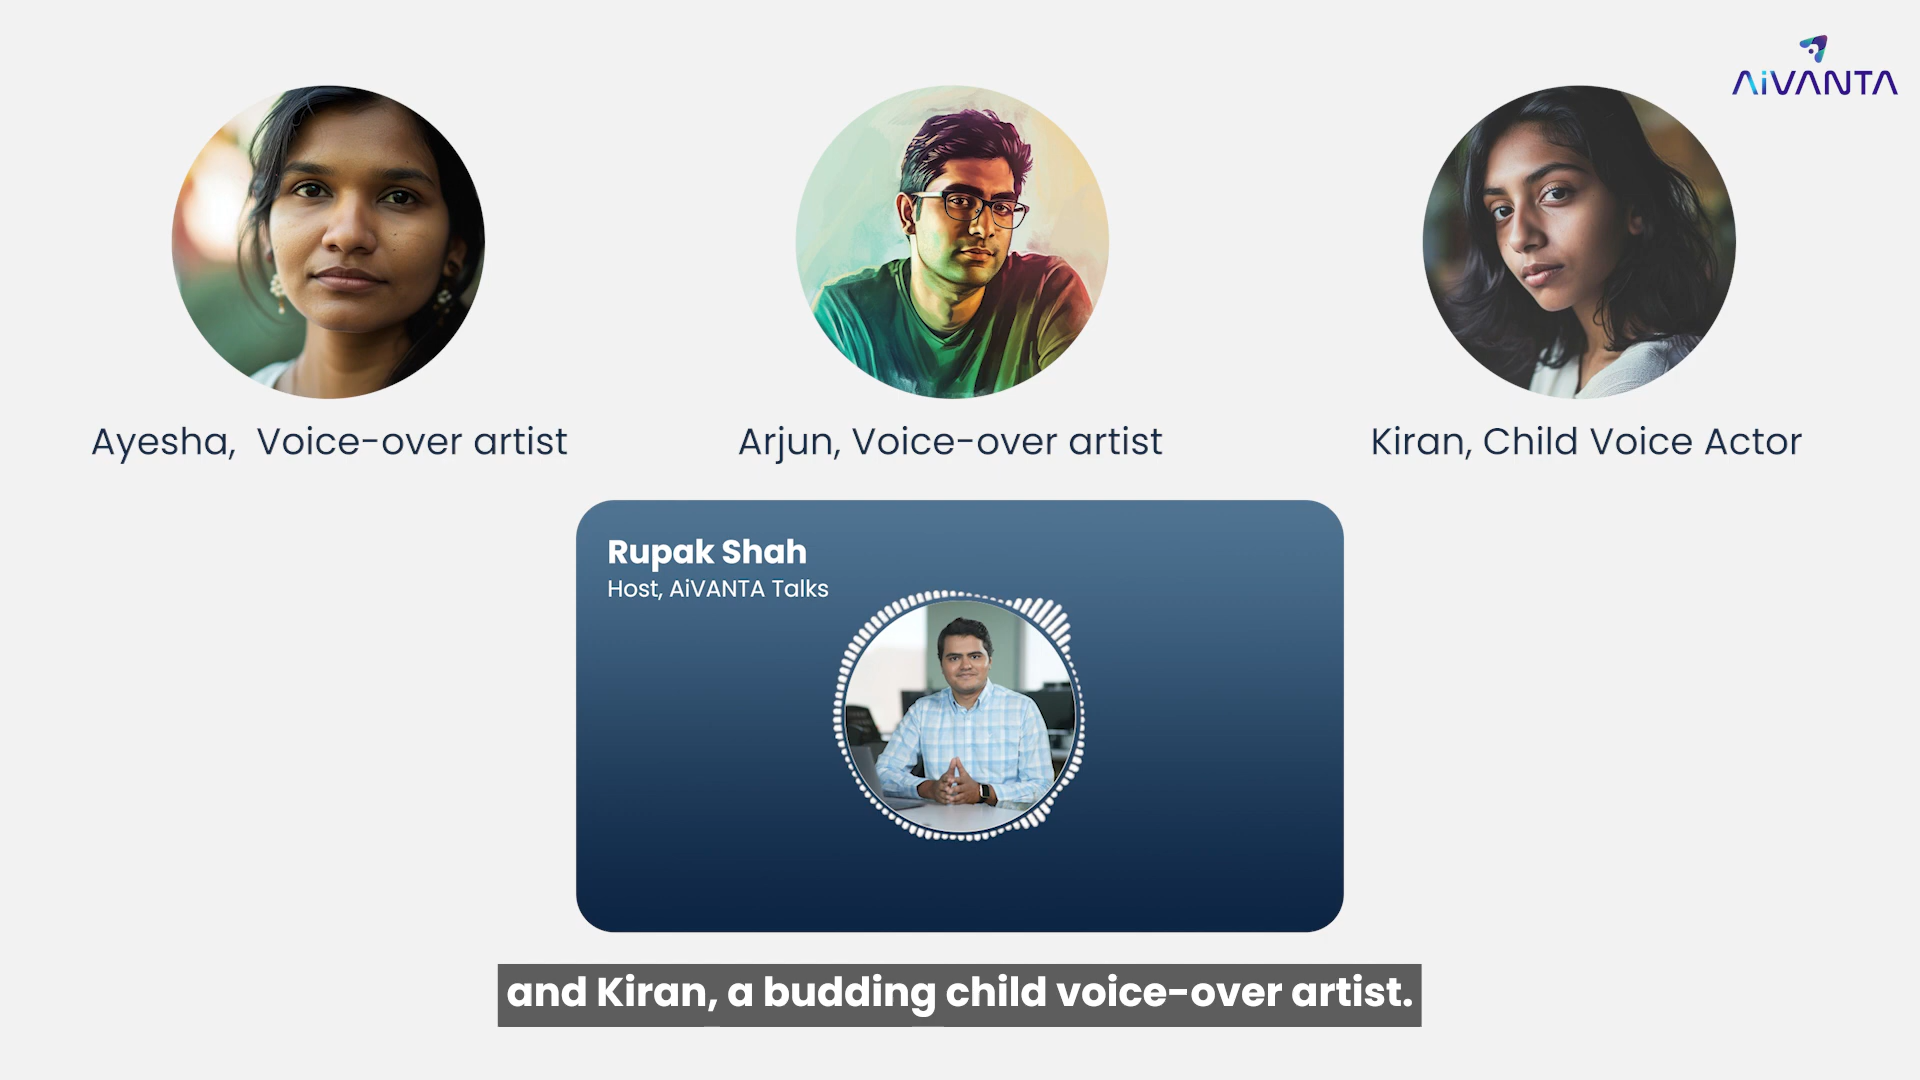 AiVANTA
Ayesha, Voice-over artist
Arjun, Voice-over artist
Kiran, Child Voice Actor
Rupak Shah
Host, AiVANTA Talks
and Kiran, a budding child voice-over artist.